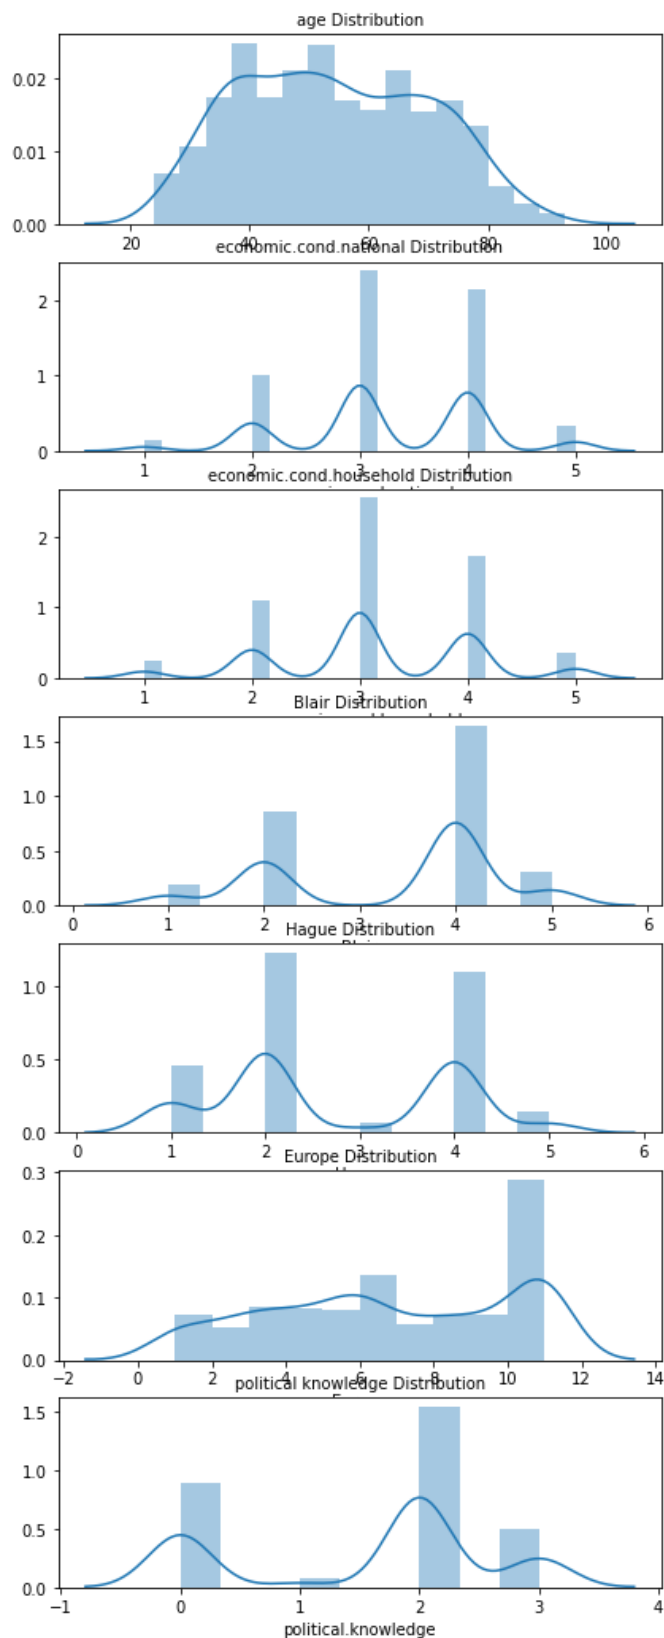 age Distribution
0.02
0.01
0.00
20 40 60 80 100
economic.cond.national Distribution
2
1
0
1 2 3 4 5
economic.cond.household Distribution
2
1
0
1 2 3 4 5
Blair Distribution
1.5
1.0
0.5
0.0
0 1 2 3 4 5 6
Hague Distribution
1.0
0.5
0.0
0 1 2 3 4 5 6
Europe Distribution
0.3
0.2
0.1
0.0
−2 0 2 4 6 8 10 12 14
political knowledge Distribution
1.5
1.0
0.5
0.0
−1 0 1 2 3 4
political.knowledge